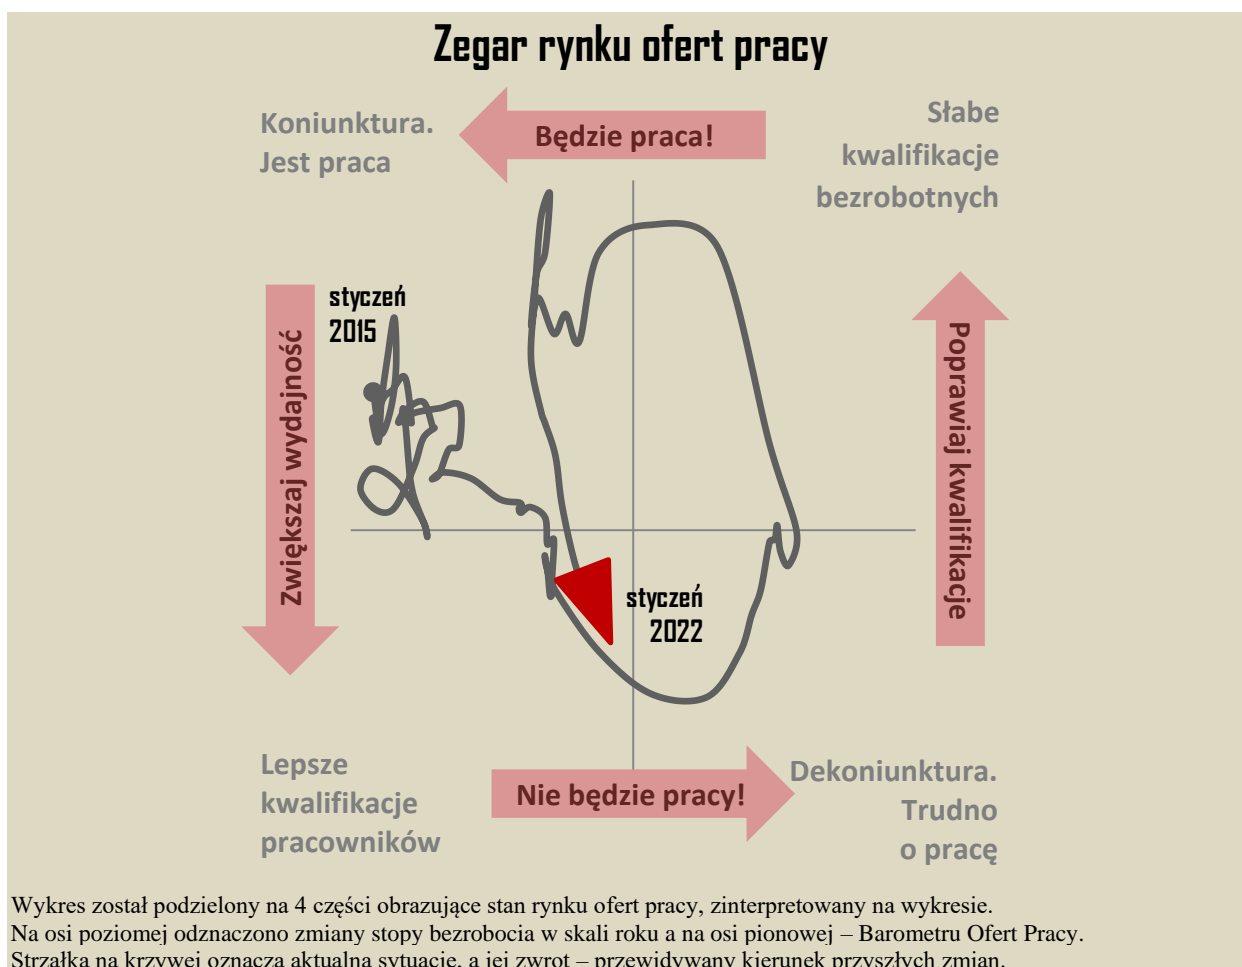 Zegar rynku ofert pracy
Koniunktura.
Jest praca
Będzie praca!
Słabe
kwalifikacje
bezrobotnych
styczeń
2015
Zwiększaj wydajność
Poprawiaj kwalifikacje
styczeń
2022
Lepsze
kwalifikacje
pracowników
Nie będzie pracy!
Dekoniunktura.
Trudno
o pracę
Wykres został podzielony na 4 części obrazujące stan rynku ofert pracy, zinterpretowany na wykresie.
Na osi poziomej odznaczono zmiany stopy bezrobocia w skali roku a na osi pionowej – Barometru Ofert Pracy.
Strzałka na krzywej oznacza aktualną sytuację, a jej zwrot – przewidywany kierunek przyszłych zmian.